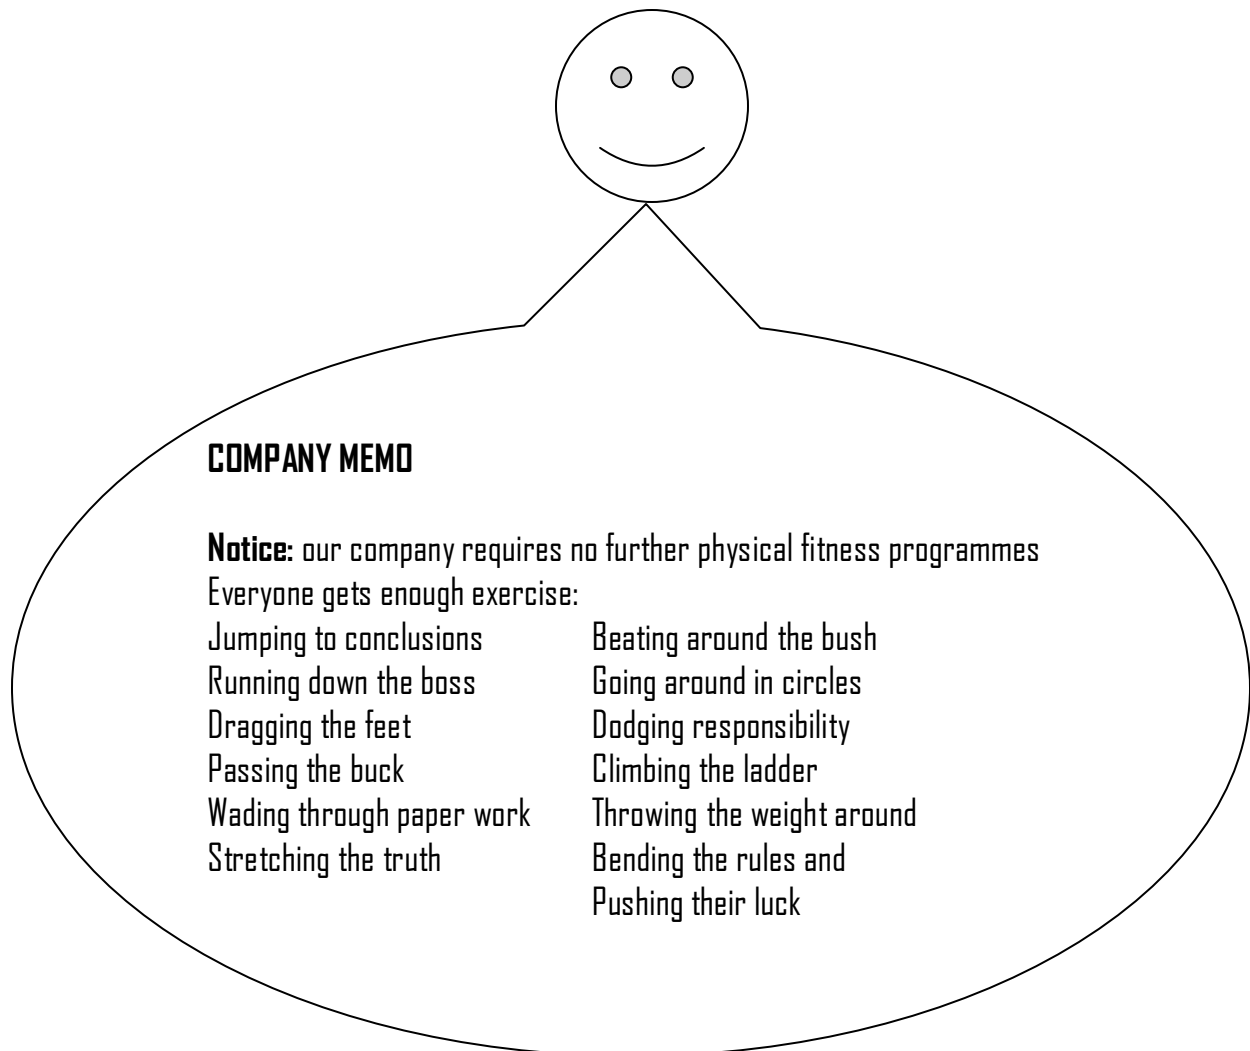 COMPANY MEMO
Notice: our company requires no further physical fitness programmes
Everyone gets enough exercise:
Jumping to conclusions
Running down the boss
Dragging the feet
Passing the buck
Wading through paper work
Stretching the truth
Beating around the bush
Going around in circles
Dodging responsibility
Climbing the ladder
Throwing the weight around
Bending the rules and
Pushing their luck